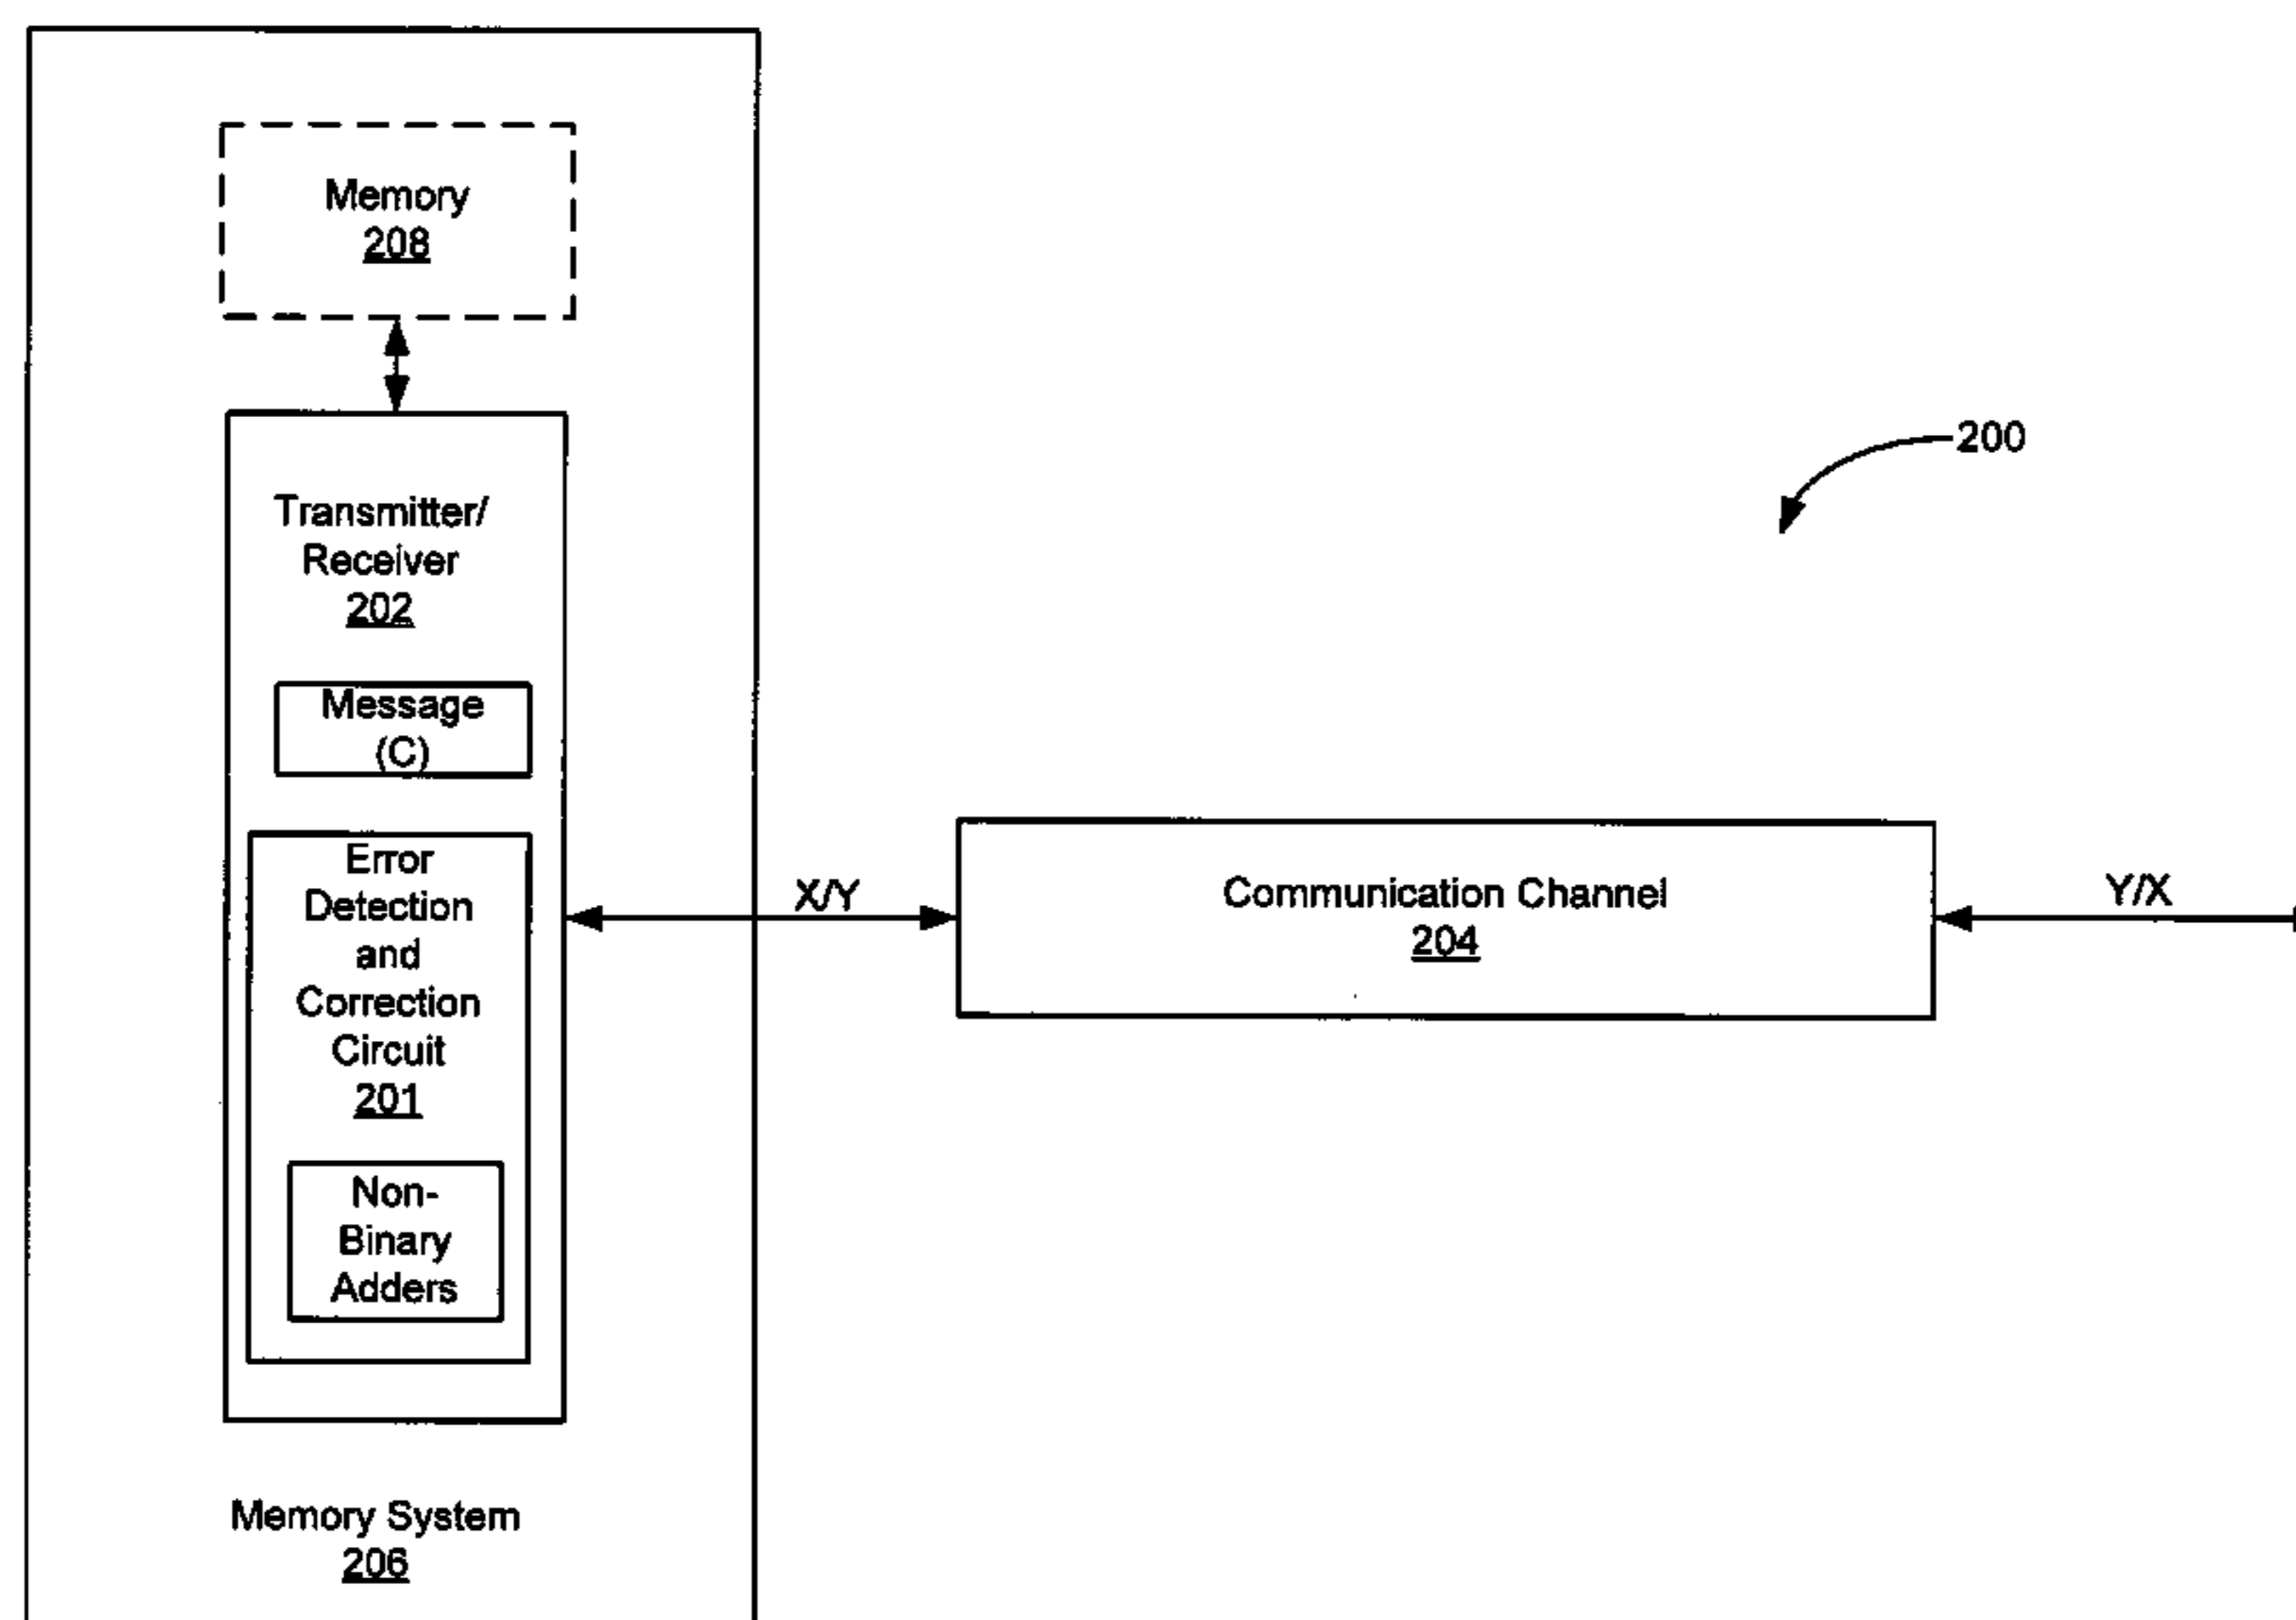 Memory
208
Transmitter/
Receiver
202
Message
(C)
Error
Detection
and
Correction
Circuit
201
Non-
Binary
Adders
Memory System
206
X/Y
Communication Channel
204
Y/X
200